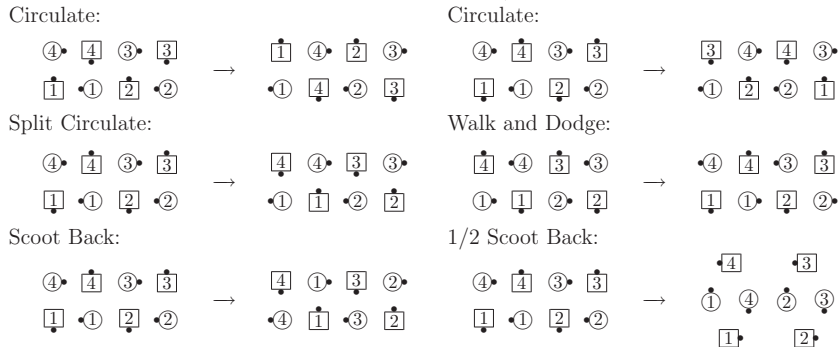 Circulate:
4 4 3 3 → 1 4 2 3
1 1 2 2 1 4 2 3
Split Circulate:
4 4 3 3 → 4 4 3 3
1 1 2 2 1 1 2 2
Scoot Back:
4 4 3 3 → 4 1 3 2
1 1 2 2 4 1 3 2
Circulate:
4 4 3 3 → 3 4 4 3
1 1 2 2 1 2 2 1
Walk and Dodge:
4 4 3 3 → 4 4 3 3
1 1 2 2 1 1 2 2
1/2 Scoot Back:
4 4 3 3 → 4 3
1 4 2 3
1 1 2 2 1 2